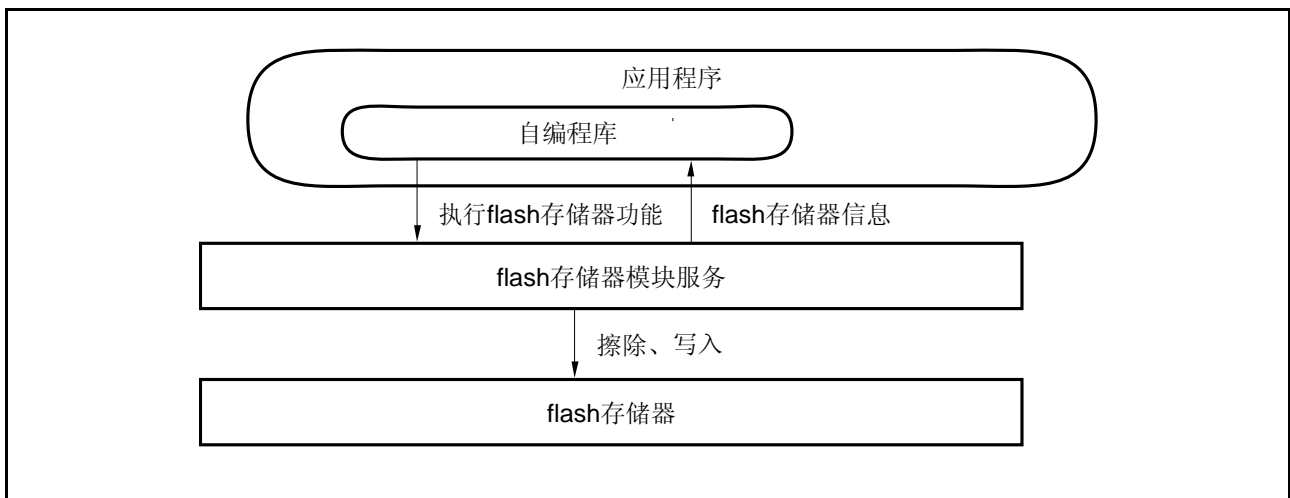 应用程序
自编程库
执行flash存储器功能
flash存储器信息
flash存储器模块服务
擦除、写入
flash存储器